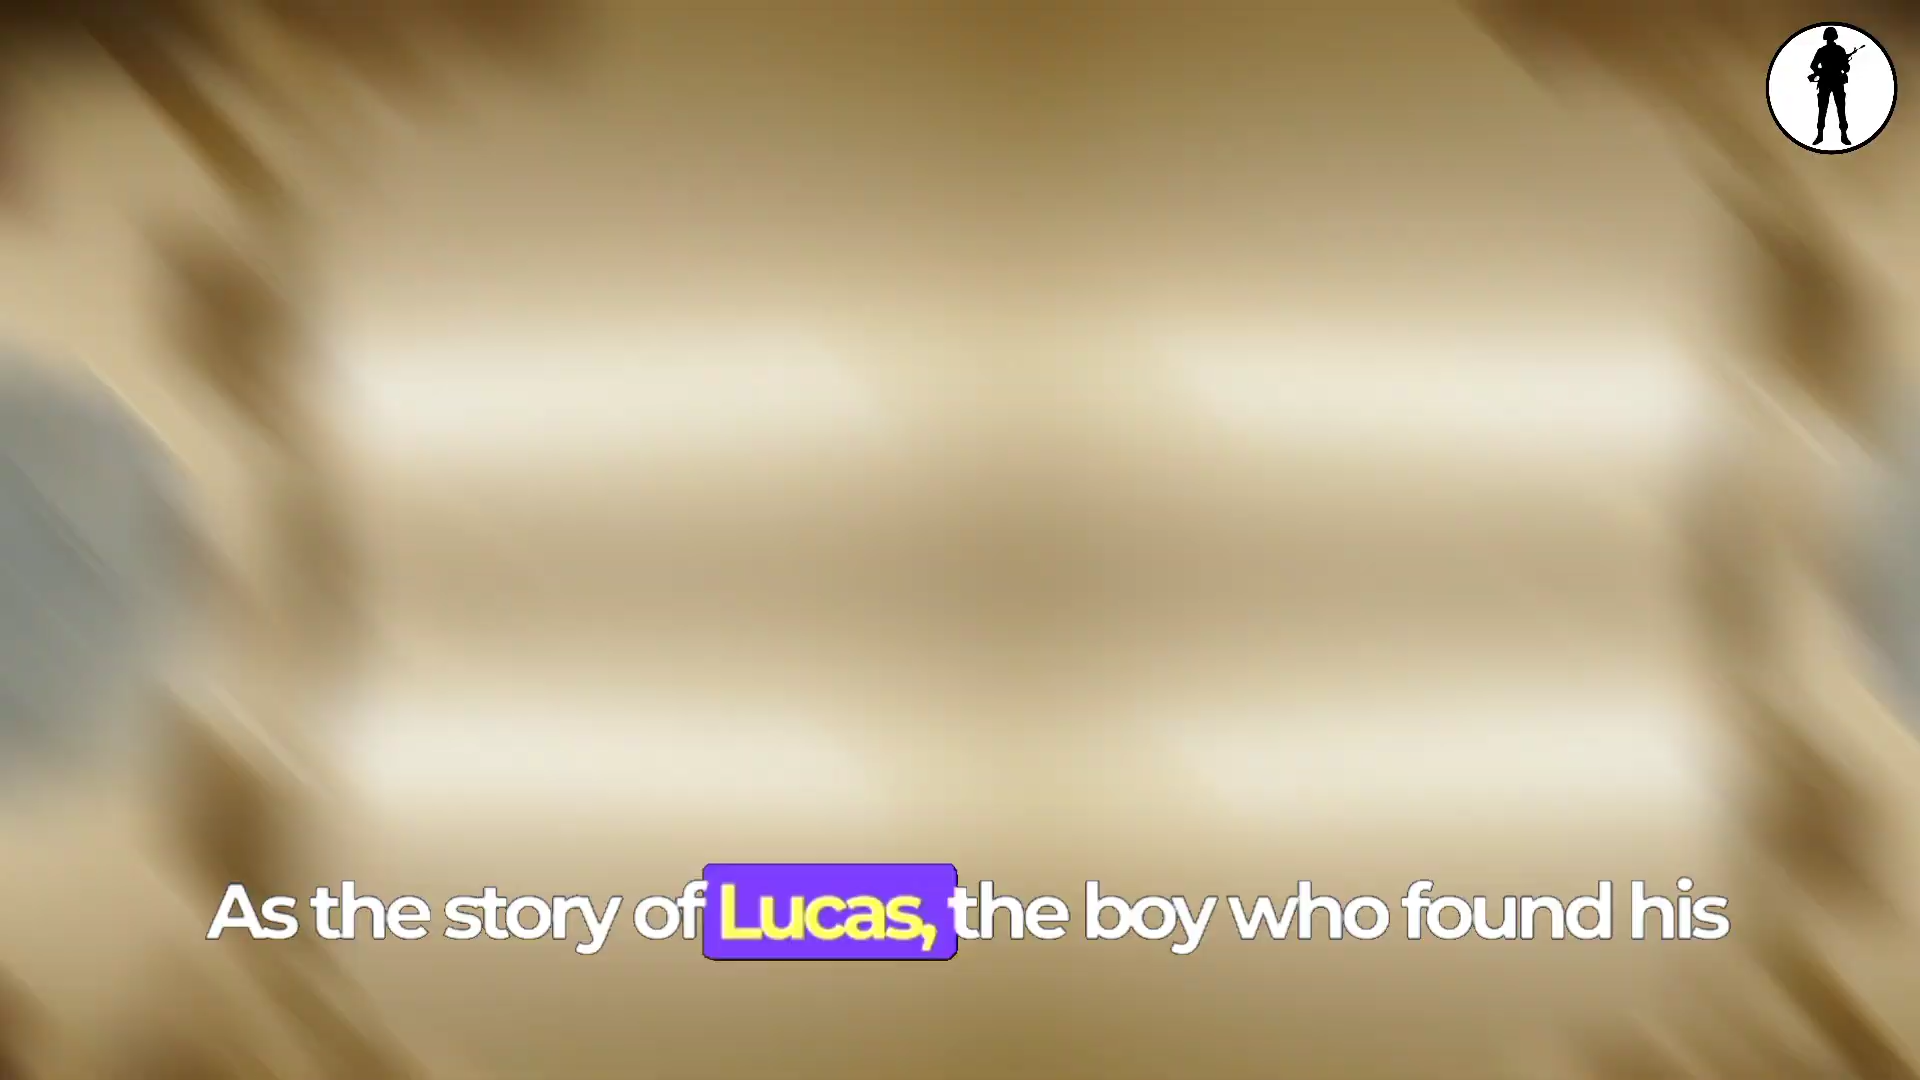 As the story of Lucas, the boy who found his